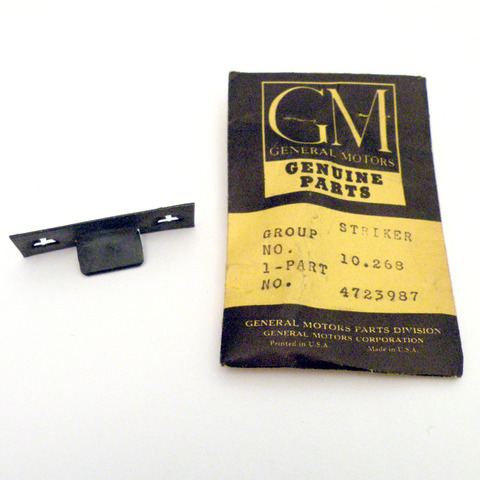 GM
GENERAL MOTORS
GENUINE
PARTS
GROUP STRIKER
NO. 10.268
1-PART
NO. 4723987
GENERAL MOTORS PARTS DIVISION
GENERAL MOTORS CORPORATION
Printed in U.S.A. Made in U.S.A.